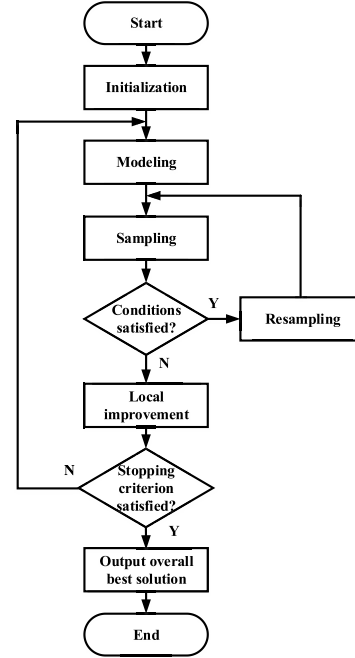 Start
Initialization
Modeling
Sampling
Conditions
satisfied?
Y
Resampling
N
Local
improvement
N
Stopping
criterion
satisfied?
Y
Output overall
best solution
End